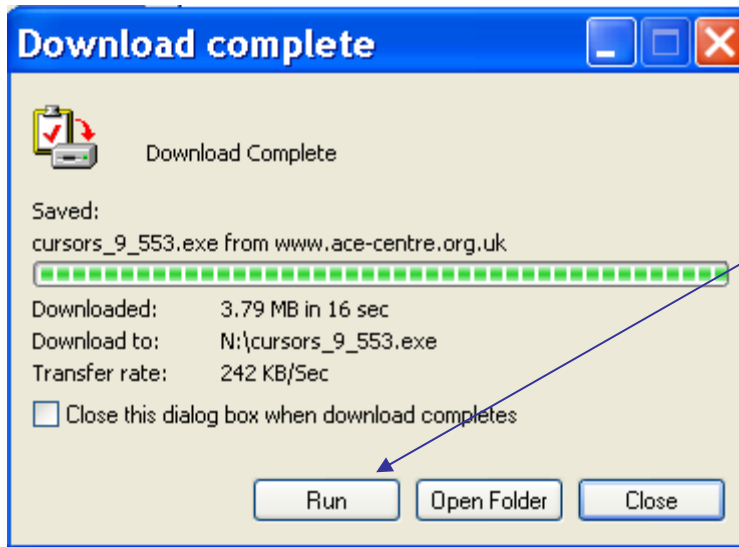 Download complete
Download Complete
Saved:
cursors_9_553.exe from www.ace-centre.org.uk
Downloaded: 3.79 MB in 16 sec
Download to: N:\cursors_9_553.exe
Transfer rate: 242 KB/Sec
Close this dialog box when download completes
Run Open Folder Close